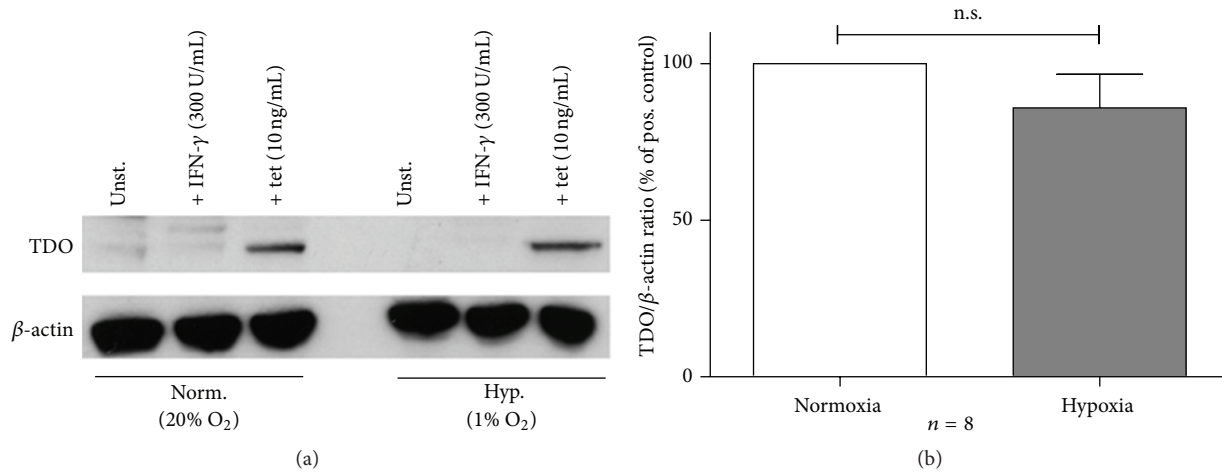 Unst.
+ IFN-γ (300 U/mL)
+ tet (10 ng/mL)
Unst.
+ IFN-γ (300 U/mL)
+ tet (10 ng/mL)
TDO
β-actin
Norm.
(20% O₂)
Hyp.
(1% O₂)
(a)
n.s.
TDO/β-actin ratio (% of pos. control)
100
50
0
Normoxia
Hypoxia
n = 8
(b)